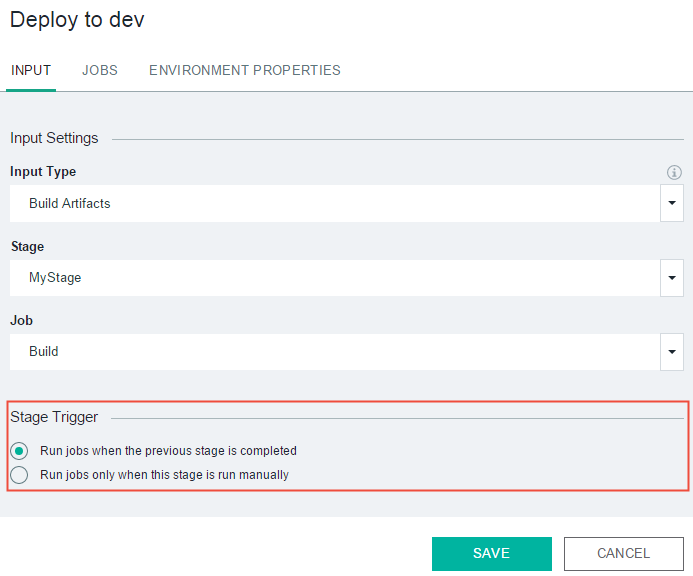 Deploy to dev
INPUT JOBS ENVIRONMENT PROPERTIES
Input Settings
Input Type
Build Artifacts
Stage
MyStage
Job
Build
Stage Trigger
Run jobs when the previous stage is completed
Run jobs only when this stage is run manually
SAVE CANCEL